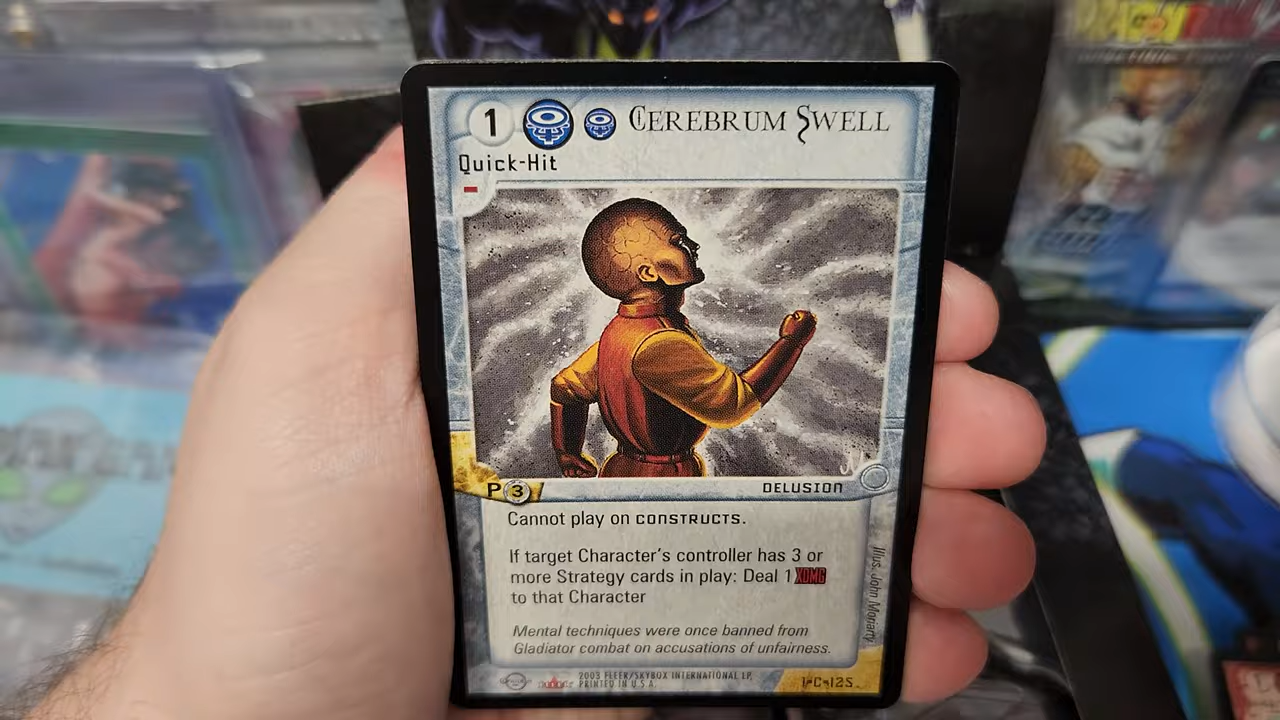 DRAGON BALL Z
1 CEREBRUM SWELL
Quick-Hit
P 3
DELUSION
Cannot play on CONSTRUCTS.
If target Character's controller has 3 or
more Strategy cards in play: Deal 1 XDMG
to that Character
Mental techniques were once banned from
Gladiator combat on accusations of unfairness.
Illus. John Moriarty
2003 FLEER/SKYBOX INTERNATIONAL LP,
PRINTED IN U.S.A.
1-C-125